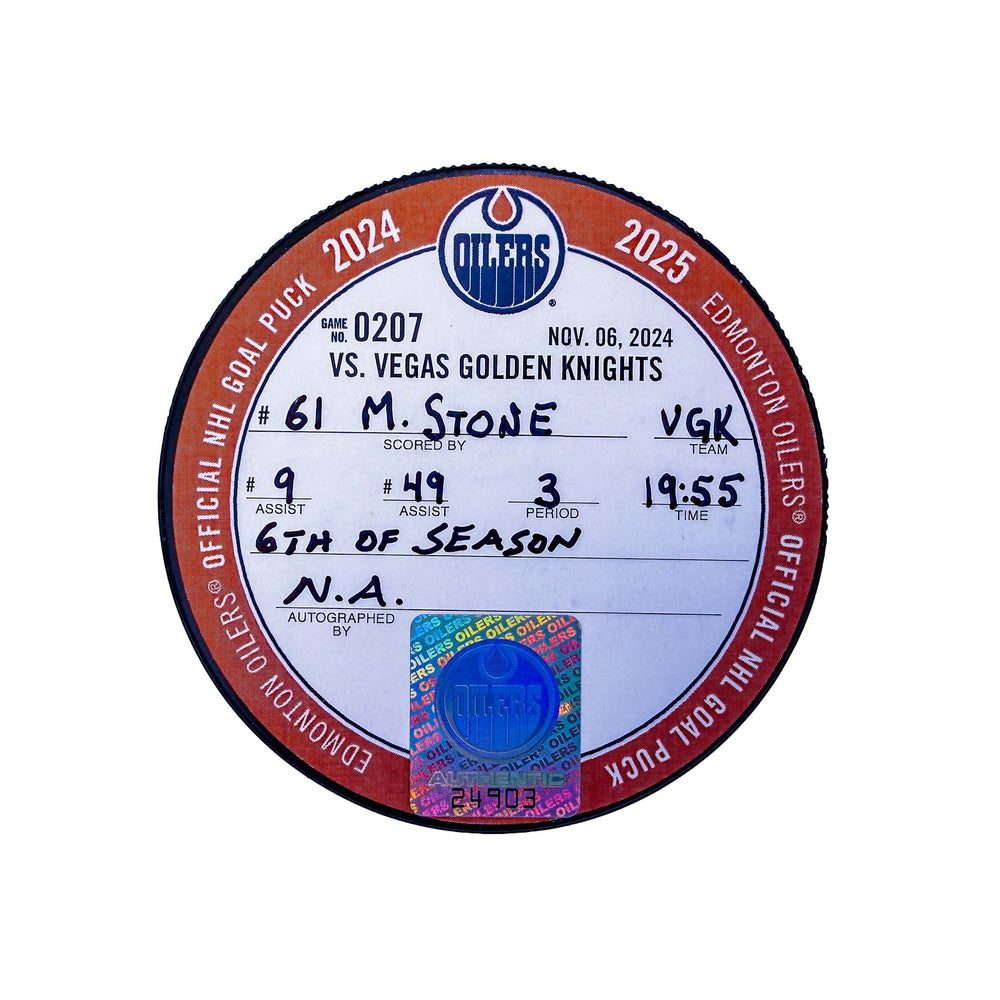 2024
2025
OILERS
®
EDMONTON OILERS® OFFICIAL NHL GOAL PUCK
EDMONTON OILERS® OFFICIAL NHL GOAL PUCK
GAME NO. 0207
NOV. 06, 2024
VS. VEGAS GOLDEN KNIGHTS
# 61 M. STONE VGK
SCORED BY TEAM
# 9 # 49 3 19:55
ASSIST ASSIST PERIOD TIME
6TH OF SEASON
N.A.
AUTOGRAPHED
BY
OILERS
AUTHENTIC
24903